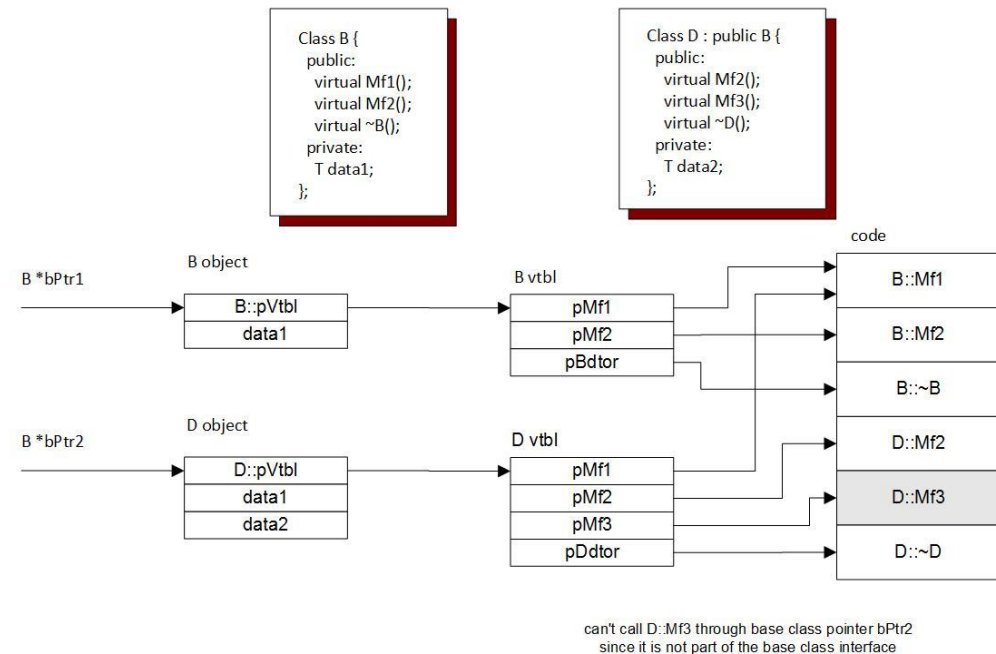 Class B {
public:
virtual Mf1();
virtual Mf2();
virtual ~B();
private:
T data1;
};
Class D : public B {
public:
virtual Mf2();
virtual Mf3();
virtual ~D();
private:
T data2;
};
code
B *bPtr1
B object
B::pVtbl
data1
B vtbl
pMf1
pMf2
pBdtor
B::Mf1
B::Mf2
B::~B
B *bPtr2
D object
D::pVtbl
data1
data2
D vtbl
pMf1
pMf2
pMf3
pDdtor
D::Mf2
D::Mf3
D::~D
can't call D::Mf3 through base class pointer bPtr2
since it is not part of the base class interface